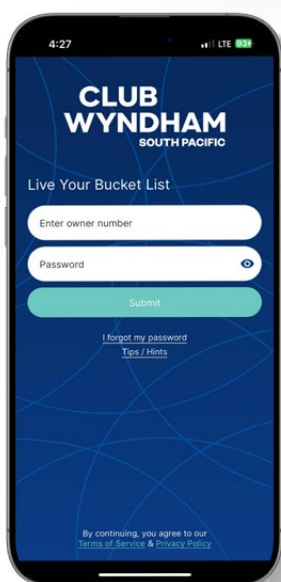 4:27
LTE 93+
CLUB
WYNDHAM
SOUTH PACIFIC
Live Your Bucket List
Enter owner number
Password
Submit
I forgot my password
Tips / Hints
By continuing, you agree to our
Terms of Service & Privacy Policy